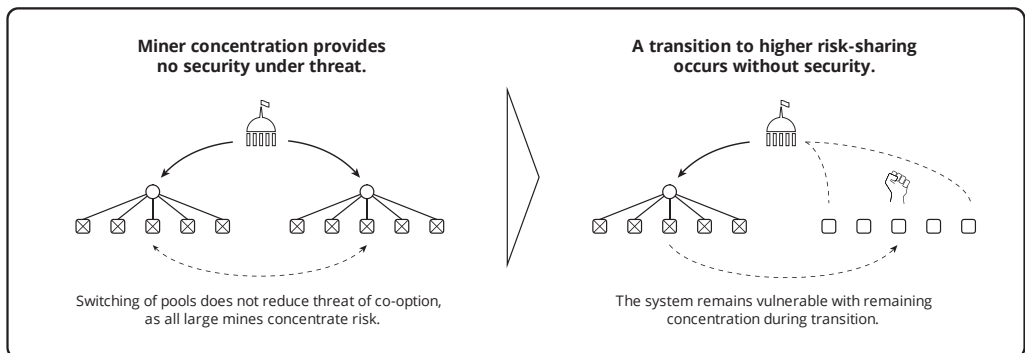 Miner concentration provides
no security under threat.
Switching of pools does not reduce threat of co-option,
as all large mines concentrate risk.
A transition to higher risk-sharing
occurs without security.
The system remains vulnerable with remaining
concentration during transition.